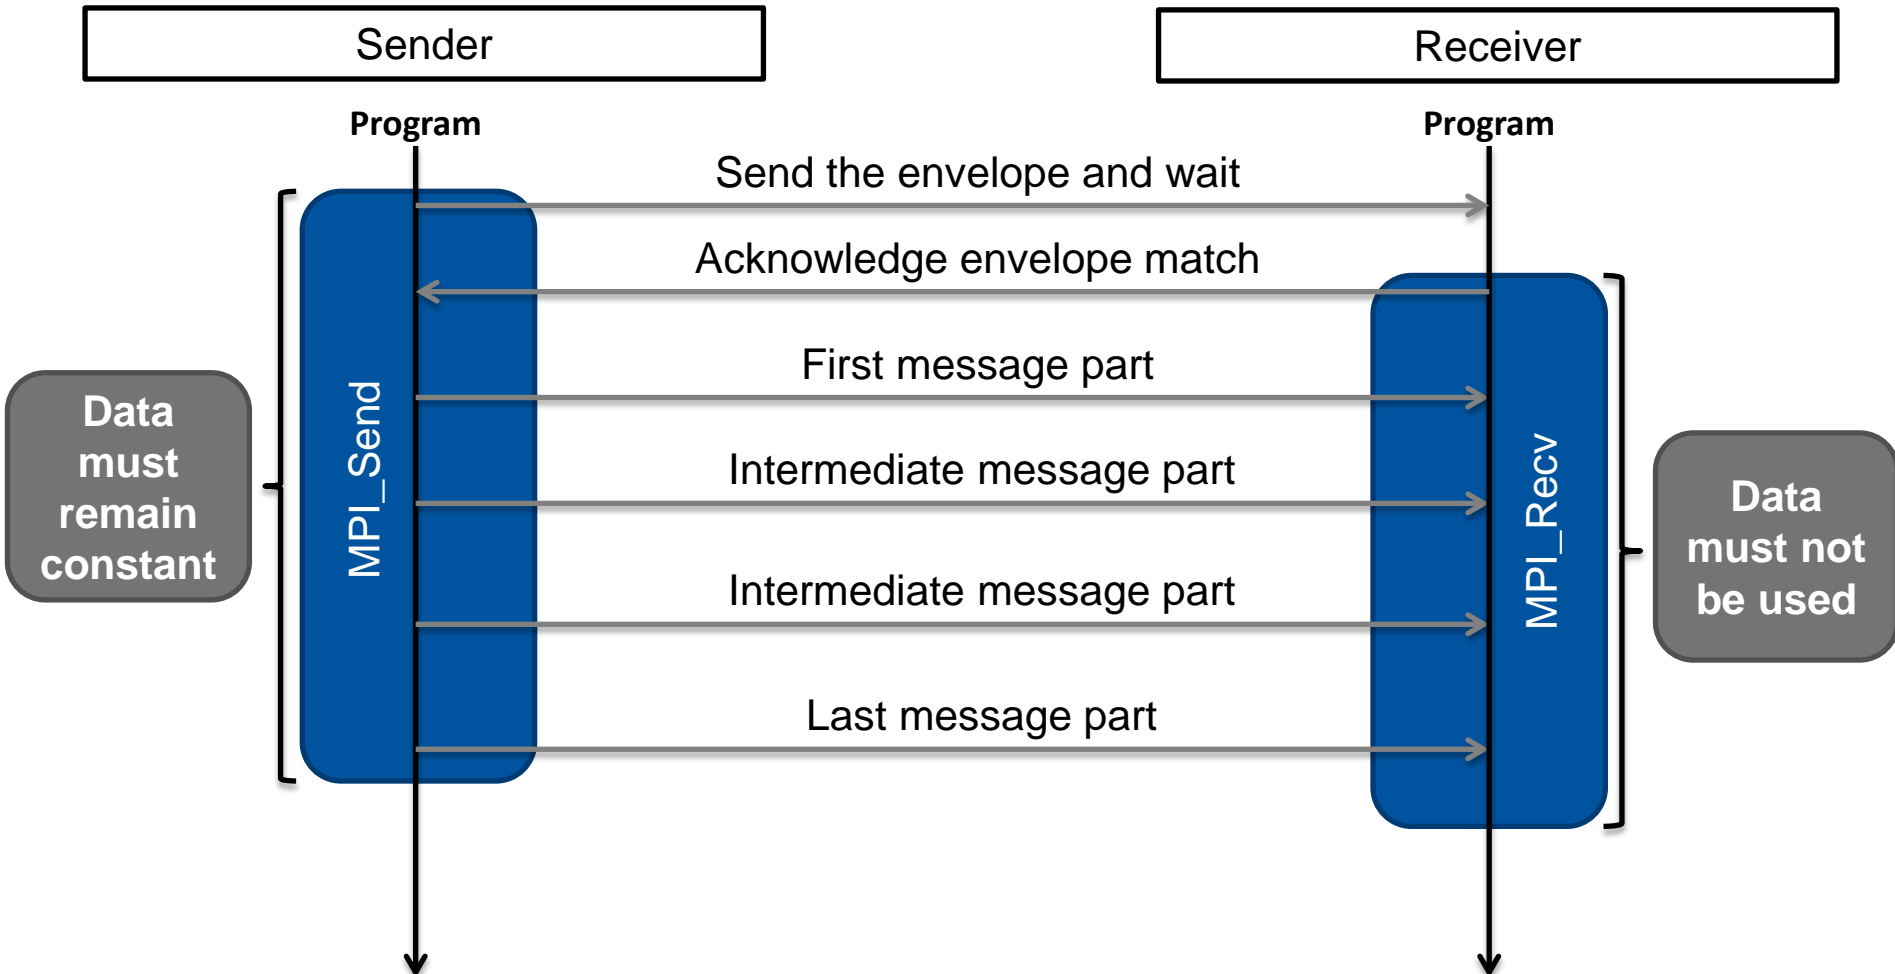 Sender
Receiver
Program
Program
Send the envelope and wait
Acknowledge envelope match
First message part
Intermediate message part
Intermediate message part
Last message part
MPI_Send
MPI_Recv
Data
must
remain
constant
Data
must not
be used